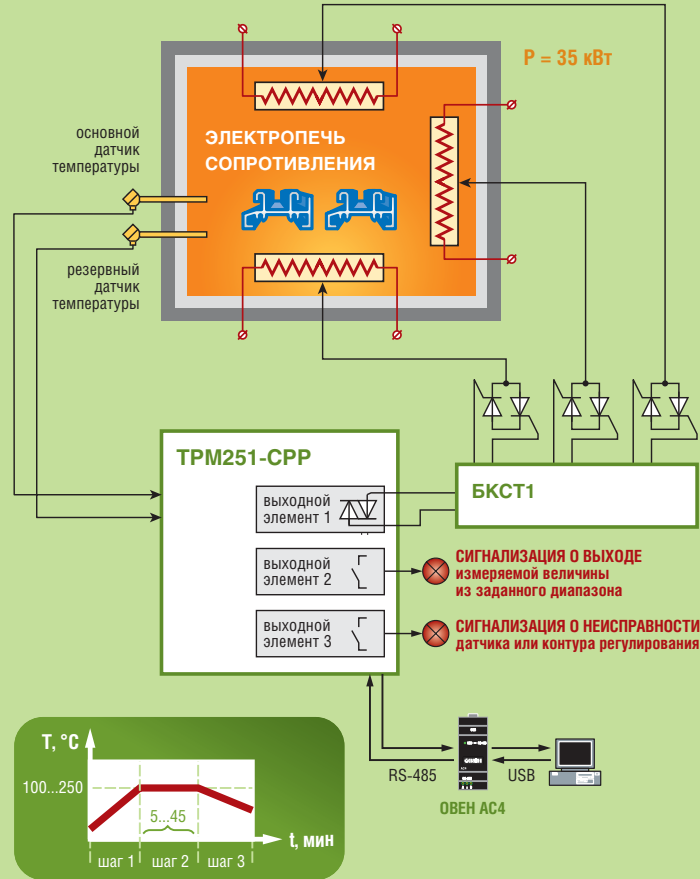 P = 35 кВт
основной
датчик
температуры
ЭЛЕКТРОПЕЧЬ
СОПРОТИВЛЕНИЯ
резервный
датчик
температуры
ТРМ251-СРР
выходной
элемент 1
БКСТ1
выходной
элемент 2
СИГНАЛИЗАЦИЯ О ВЫХОДЕ
измеряемой величины
из заданного диапазона
выходной
элемент 3
СИГНАЛИЗАЦИЯ О НЕИСПРАВНОСТИ
датчика или контура регулирования
RS-485
USB
ОВЕН АС4
T, °C
100...250
5...45
t, мин
шаг 1
шаг 2
шаг 3